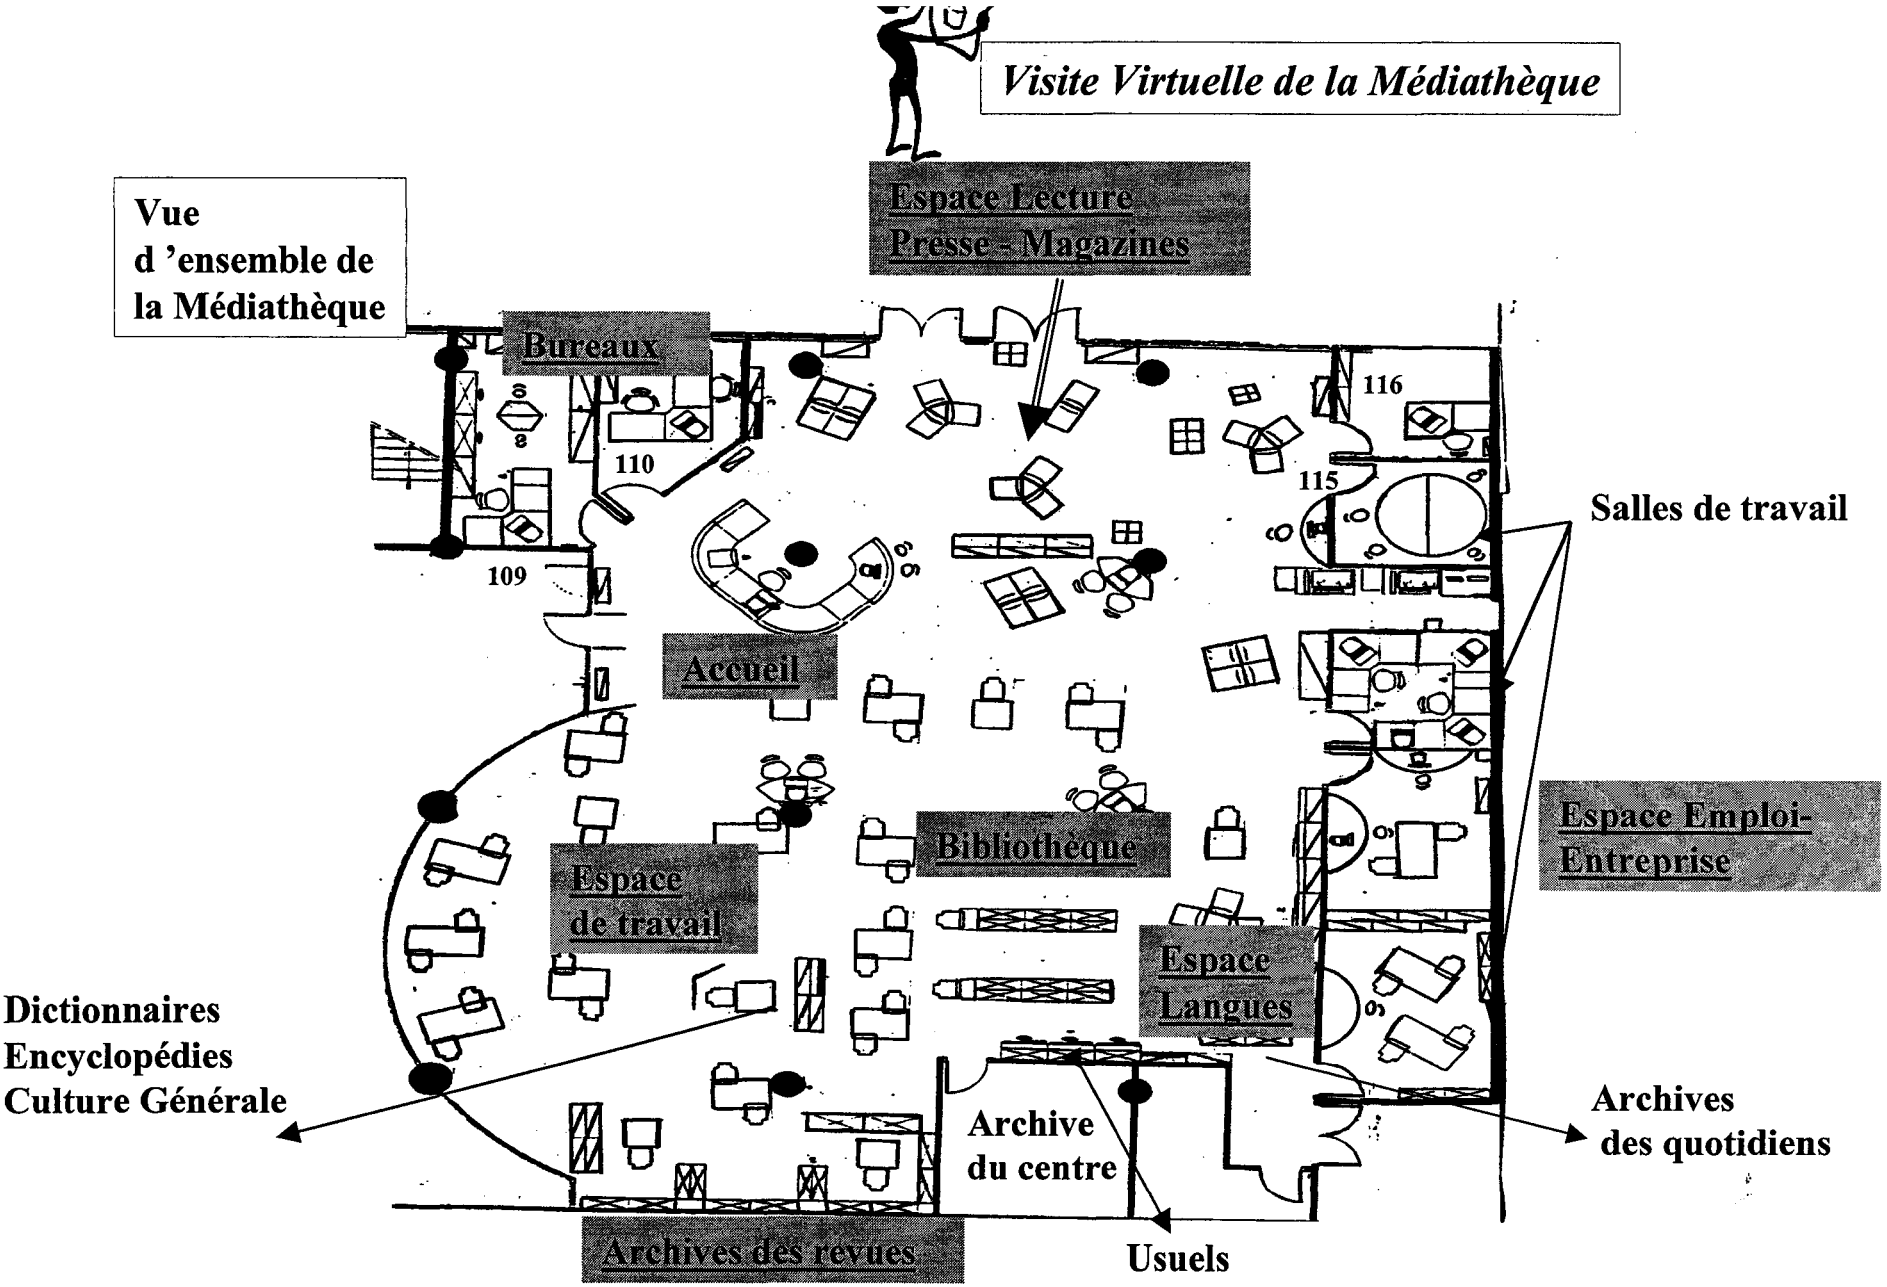 Visite Virtuelle de la Médiathèque
Vue
d ’ensemble de
la Médiathèque
Espace Lecture
Presse - Magazines
Bureaux
116
110
115
Salles de travail
109
Accueil
Espace Emploi-
Entreprise
Bibliothèque
Espace
de travail
Espace
Langues
Dictionnaires
Encyclopédies
Culture Générale
Archives
des quotidiens
Archive
du centre
Archives des revues
Usuels